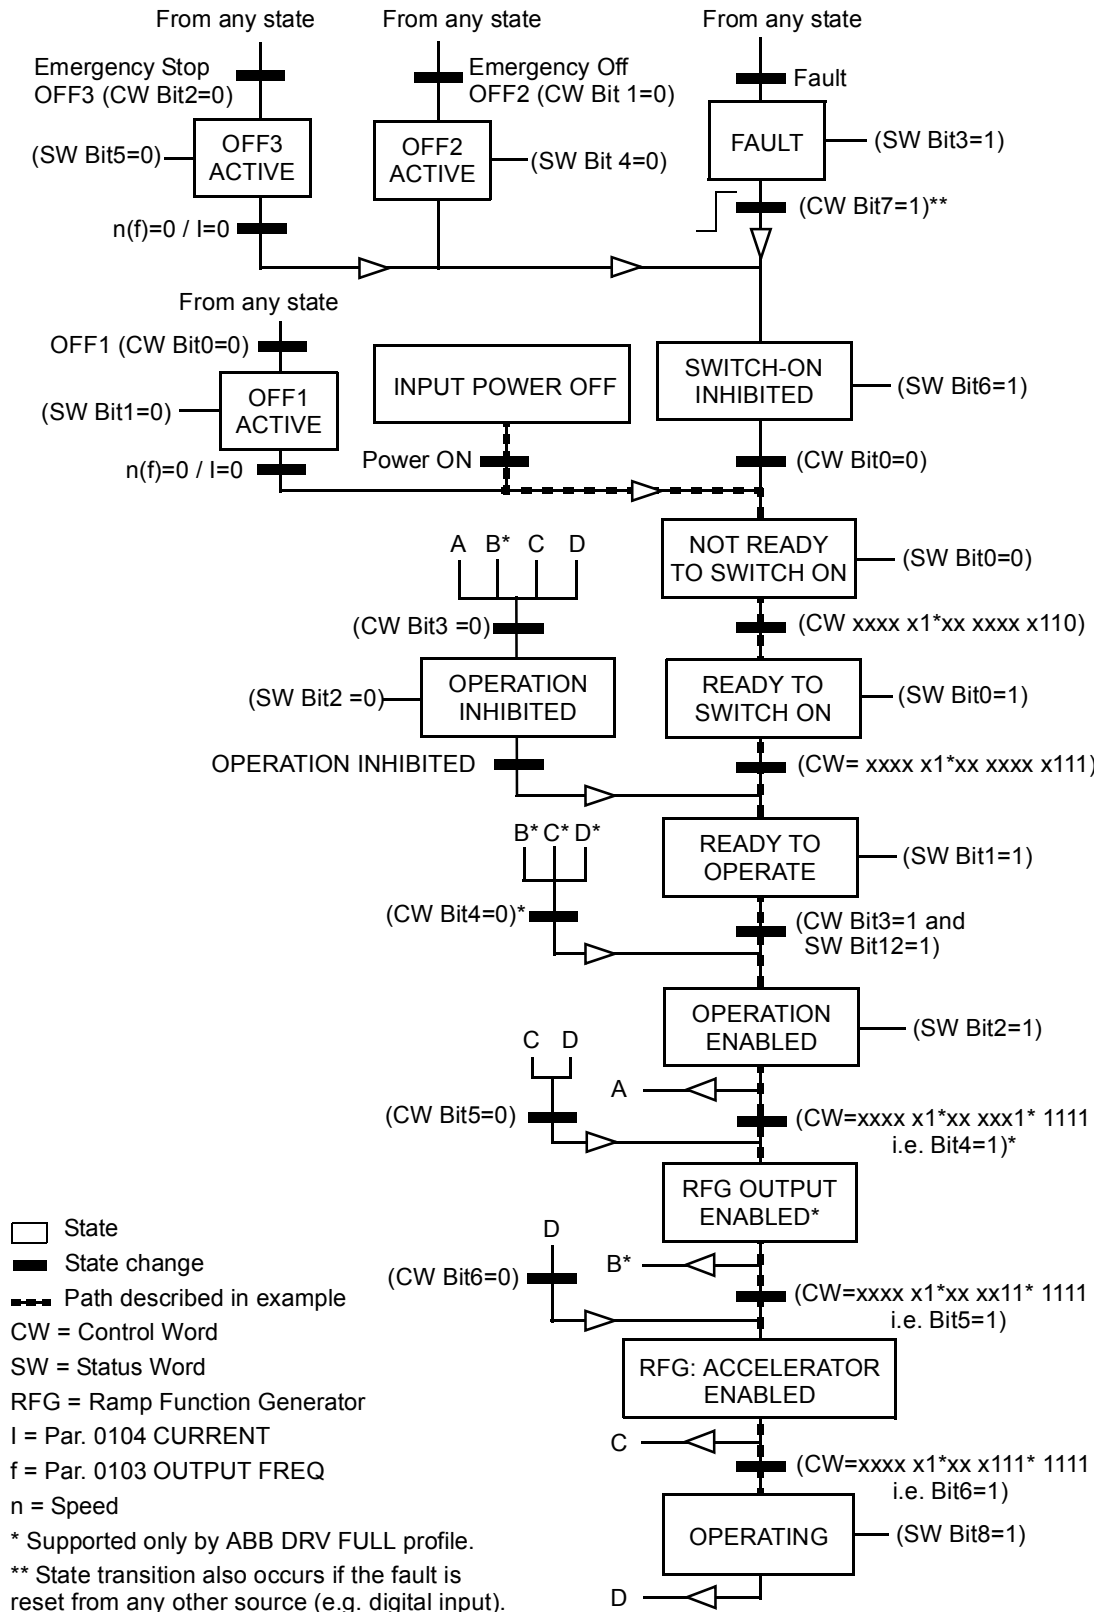 From any state
From any state
From any state
Emergency Stop
OFF3 (CW Bit2=0)
Emergency Off
OFF2 (CW Bit 1=0)
Fault
(SW Bit5=0)
OFF3
ACTIVE
OFF2
ACTIVE
(SW Bit 4=0)
FAULT
(SW Bit3=1)
n(f)=0 / I=0
(CW Bit7=1)**
From any state
OFF1 (CW Bit0=0)
(SW Bit1=0)
OFF1
ACTIVE
INPUT POWER OFF
SWITCH-ON
INHIBITED
(SW Bit6=1)
n(f)=0 / I=0
Power ON
(CW Bit0=0)
A B* C D
NOT READY
TO SWITCH ON
(SW Bit0=0)
(CW Bit3 =0)
(CW xxxx x1*xx xxxx x110)
(SW Bit2 =0)
OPERATION
INHIBITED
READY TO
SWITCH ON
(SW Bit0=1)
OPERATION INHIBITED
(CW= xxxx x1*xx xxxx x111)
B* C* D*
READY TO
OPERATE
(SW Bit1=1)
(CW Bit4=0)*
(CW Bit3=1 and
SW Bit12=1)
OPERATION
ENABLED
(SW Bit2=1)
C D
A
(CW Bit5=0)
(CW=xxxx x1*xx xxx1* 1111
i.e. Bit4=1)*
RFG OUTPUT
ENABLED*
D
B*
(CW Bit6=0)
(CW=xxxx x1*xx xx11* 1111
i.e. Bit5=1)
RFG: ACCELERATOR
ENABLED
C
(CW=xxxx x1*xx x111* 1111
i.e. Bit6=1)
OPERATING
(SW Bit8=1)
D
State
State change
Path described in example
CW = Control Word
SW = Status Word
RFG = Ramp Function Generator
I = Par. 0104 CURRENT
f = Par. 0103 OUTPUT FREQ
n = Speed
* Supported only by ABB DRV FULL profile.
** State transition also occurs if the fault is
reset from any other source (e.g. digital input).